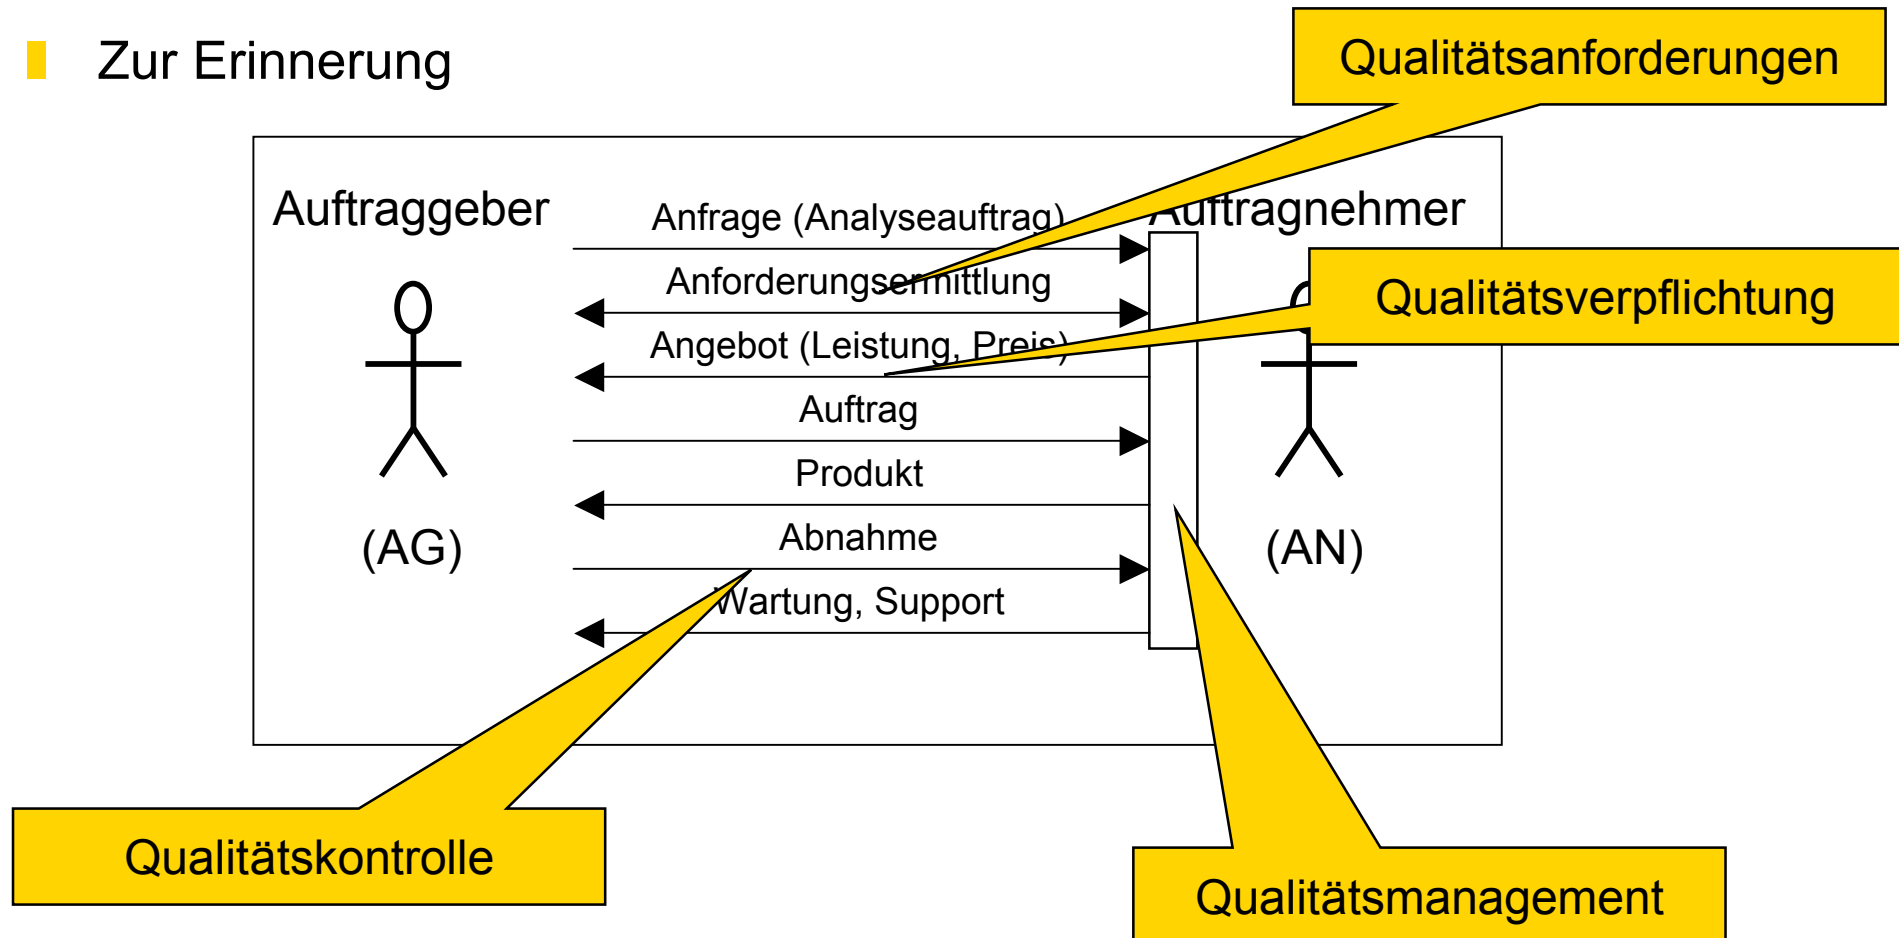 Zur Erinnerung
Qualitätsanforderungen
Auftraggeber
Anfrage (Analyseauftrag)
Auftragnehmer
Anforderungsermittlung
Qualitätsverpflichtung
Angebot (Leistung, Preis)
Auftrag
Produkt
(AG)
Abnahme
(AN)
Wartung, Support
Qualitätskontrolle
Qualitätsmanagement